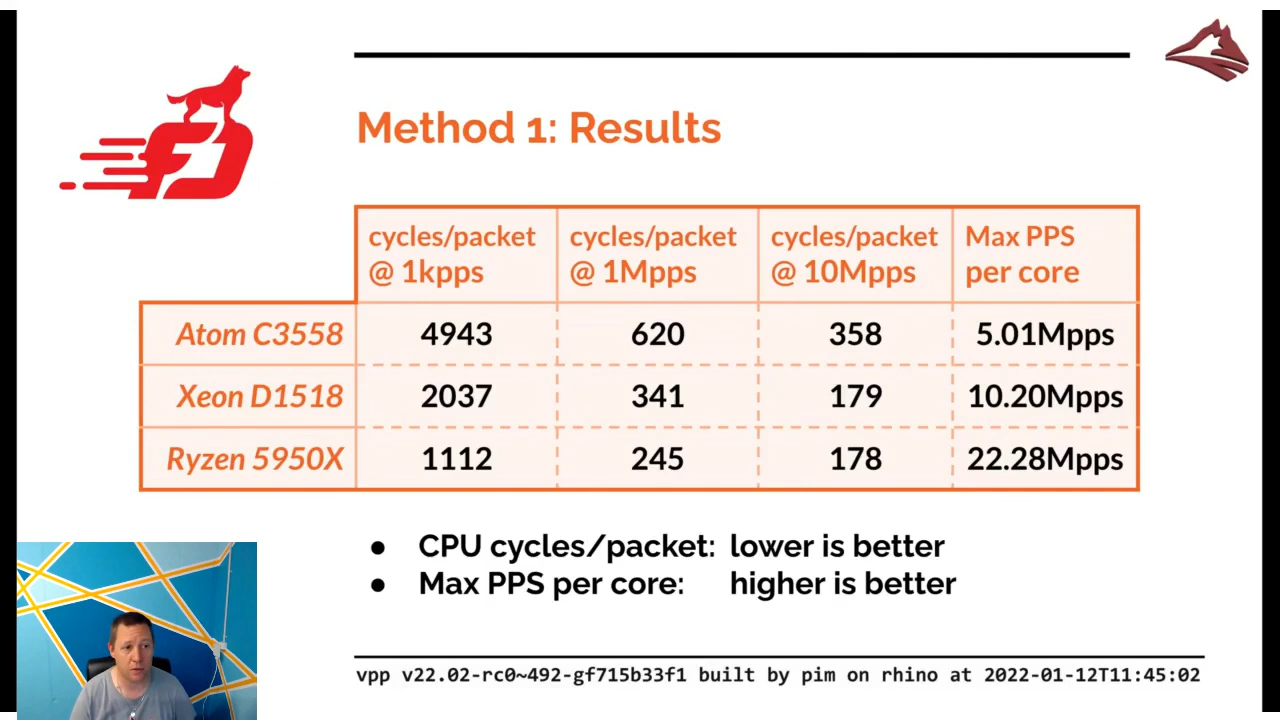 Method 1: Results
cycles/packet @ 1kpps cycles/packet @ 1Mpps cycles/packet @ 10Mpps Max PPS per core
Atom C3558 4943 620 358 5.01Mpps
Xeon D1518 2037 341 179 10.20Mpps
Ryzen 5950X 1112 245 178 22.28Mpps
● CPU cycles/packet: lower is better
● Max PPS per core: higher is better
vpp v22.02-rc0~492-gf715b33f1 built by pim on rhino at 2022-01-12T11:45:02